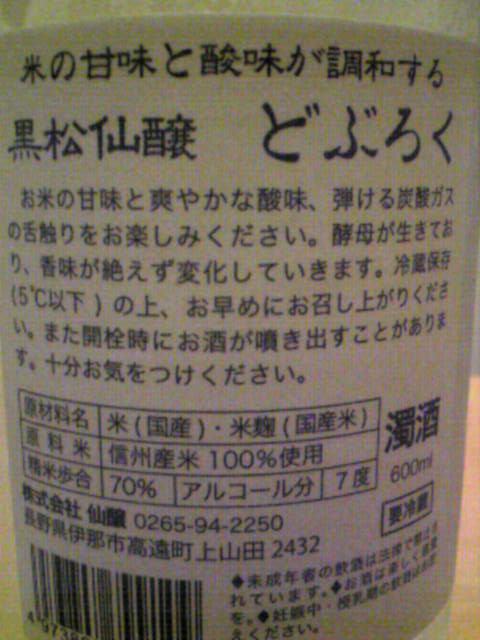 米の甘味と酸味が調和する
黒松仙醸 どぶろく
お米の甘味と爽やかな酸味、弾ける炭酸ガス
の舌触りをお楽しみください。酵母が生きてお
り、香味が絶えず変化していきます。冷蔵保存
(5℃以下)の上、お早めにお召し上がりくださ
い。また開栓時にお酒が噴き出すことがありま
す。十分お気をつけください。
原材料名 米(国産)・米麹(国産米)
原料米 信州産米 100%使用
精米歩合 70% アルコール分 7度
濁酒
600ml
要冷蔵
株式会社 仙醸 0265-94-2250
長野県伊那市高遠町上山田 2432
◆未成年者の飲酒は法律で禁止さ
れています。◆お酒は楽しく適量
を。◆妊娠中・授乳期の飲酒は
えください。